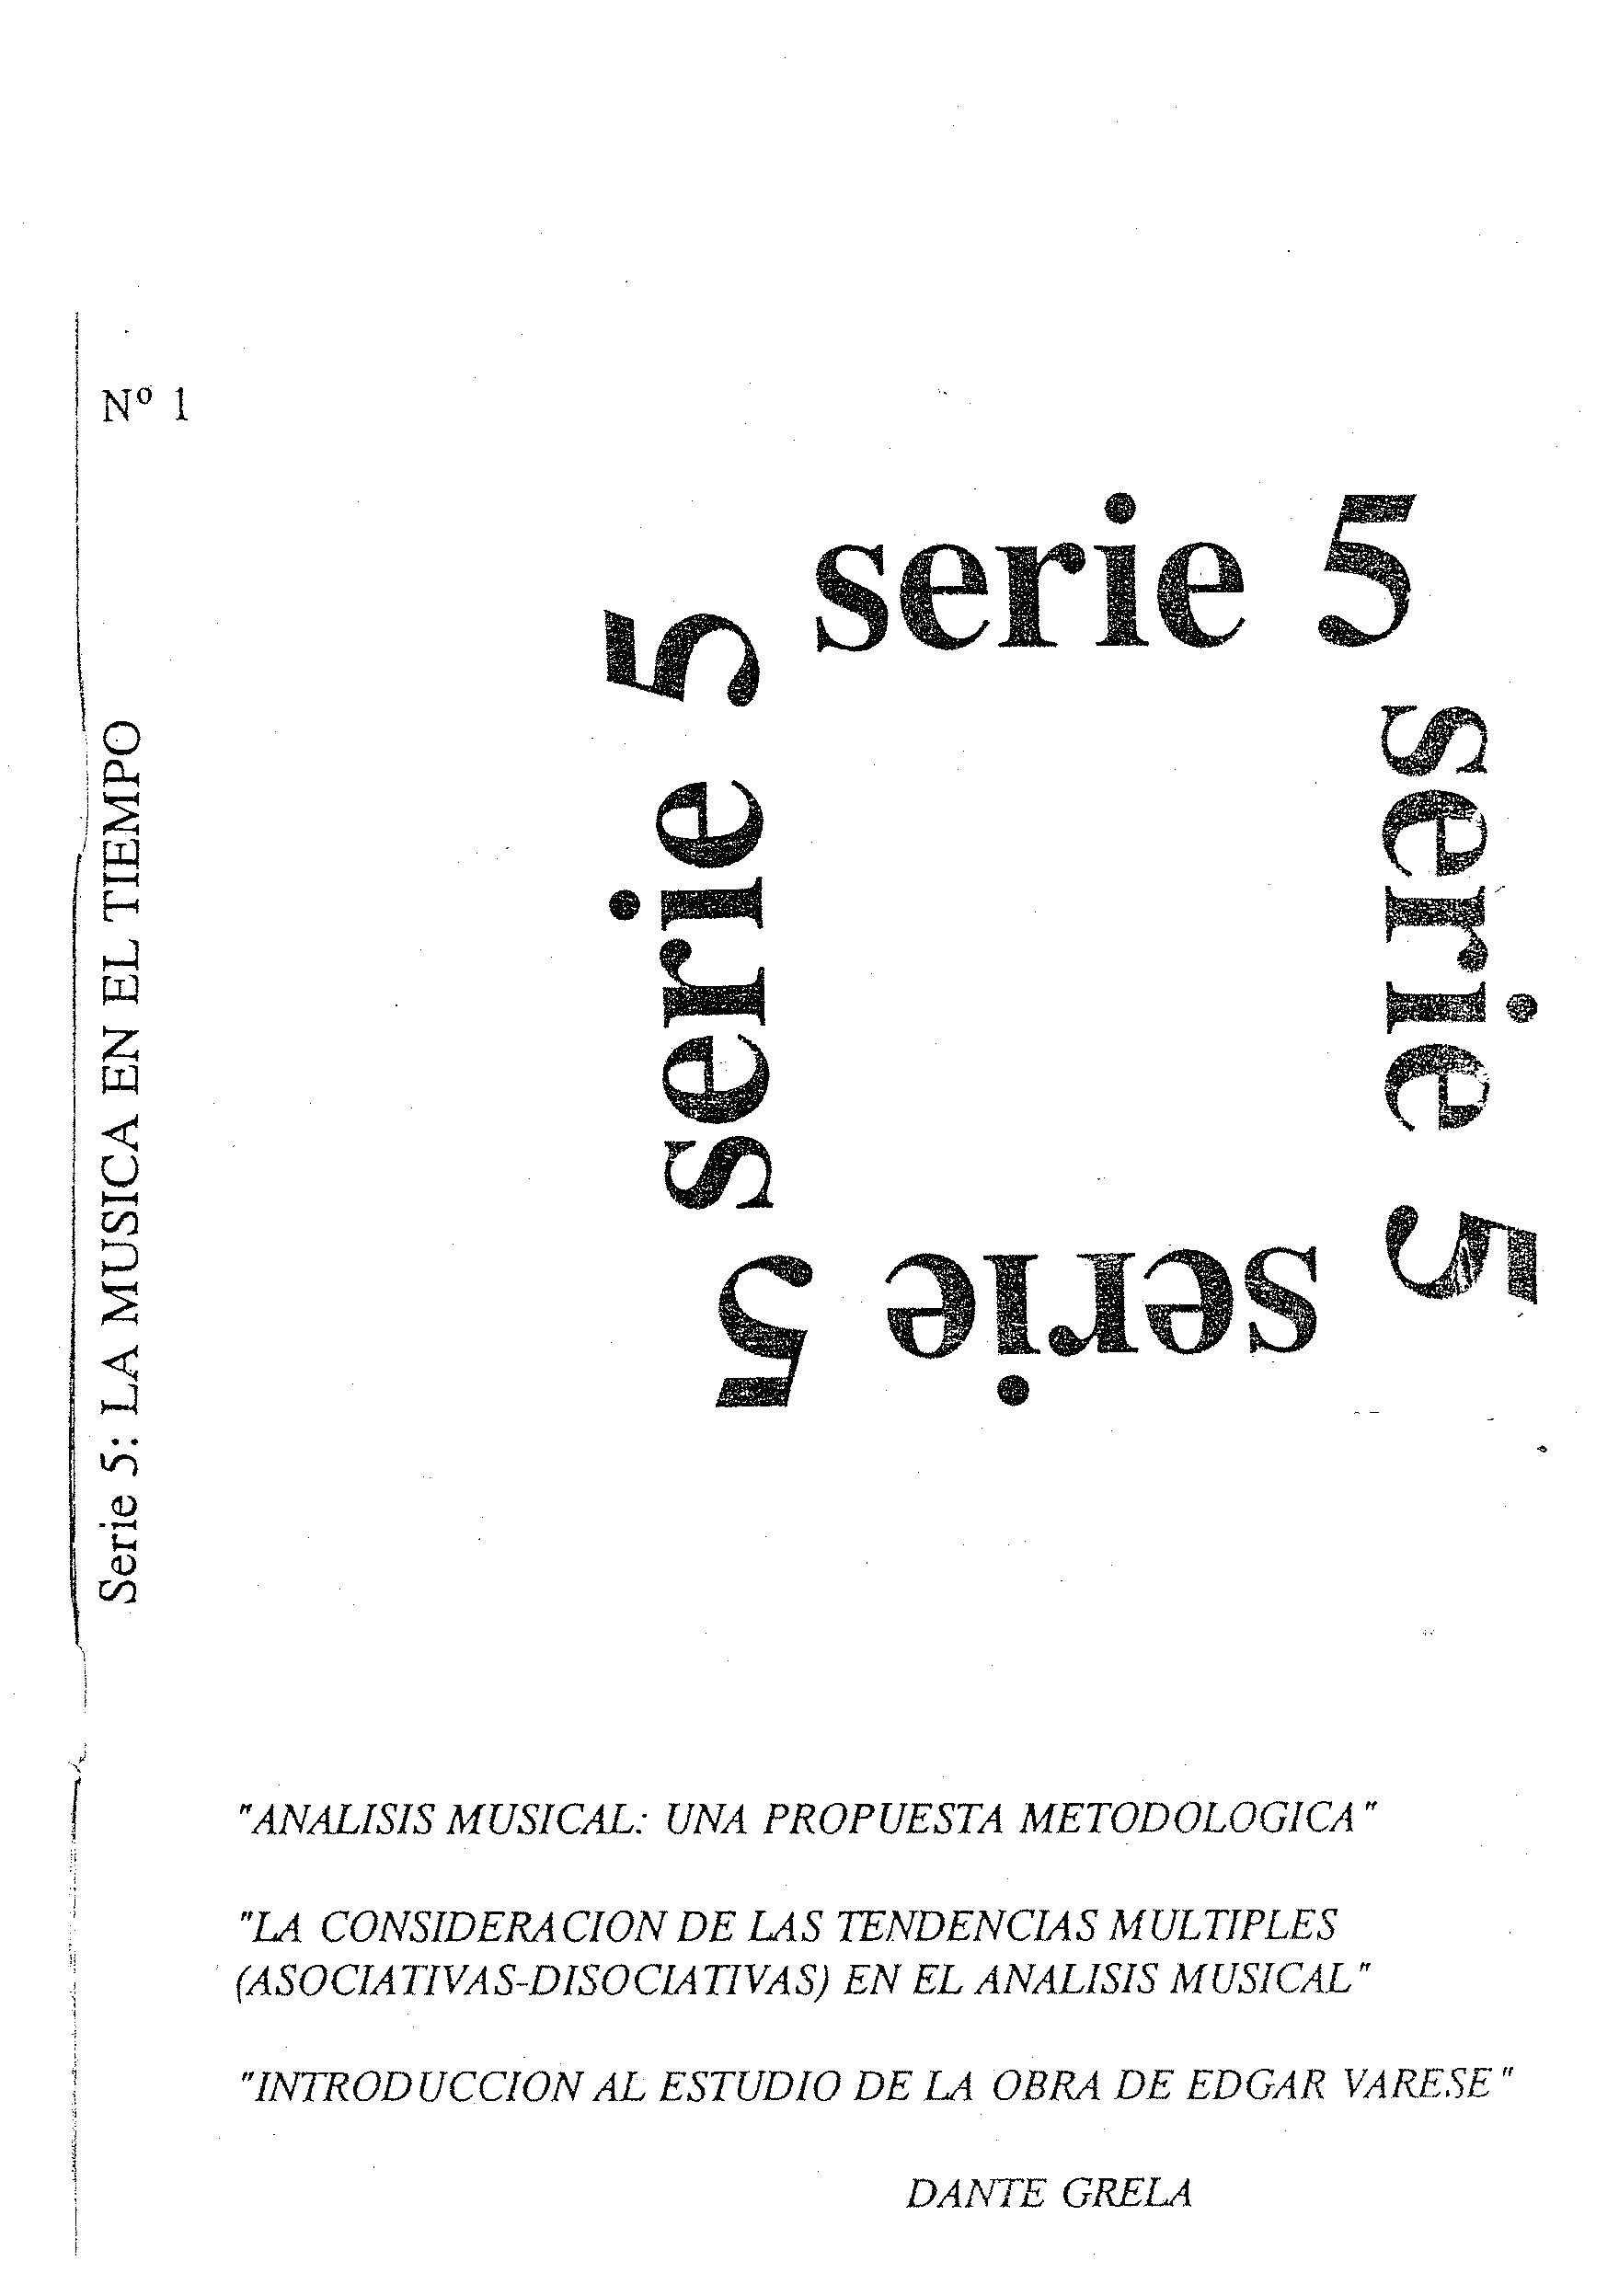 Nº 1
Serie 5: LA MUSICA EN EL TIEMPO
serie 5
serie 5
serie 5
serie 5
"ANALISIS MUSICAL: UNA PROPUESTA METODOLOGICA"
"LA CONSIDERACION DE LAS TENDENCIAS MULTIPLES
(ASOCIATIVAS-DISOCIATIVAS) EN EL ANALISIS MUSICAL"
"INTRODUCCION AL ESTUDIO DE LA OBRA DE EDGAR VARESE"
DANTE GRELA